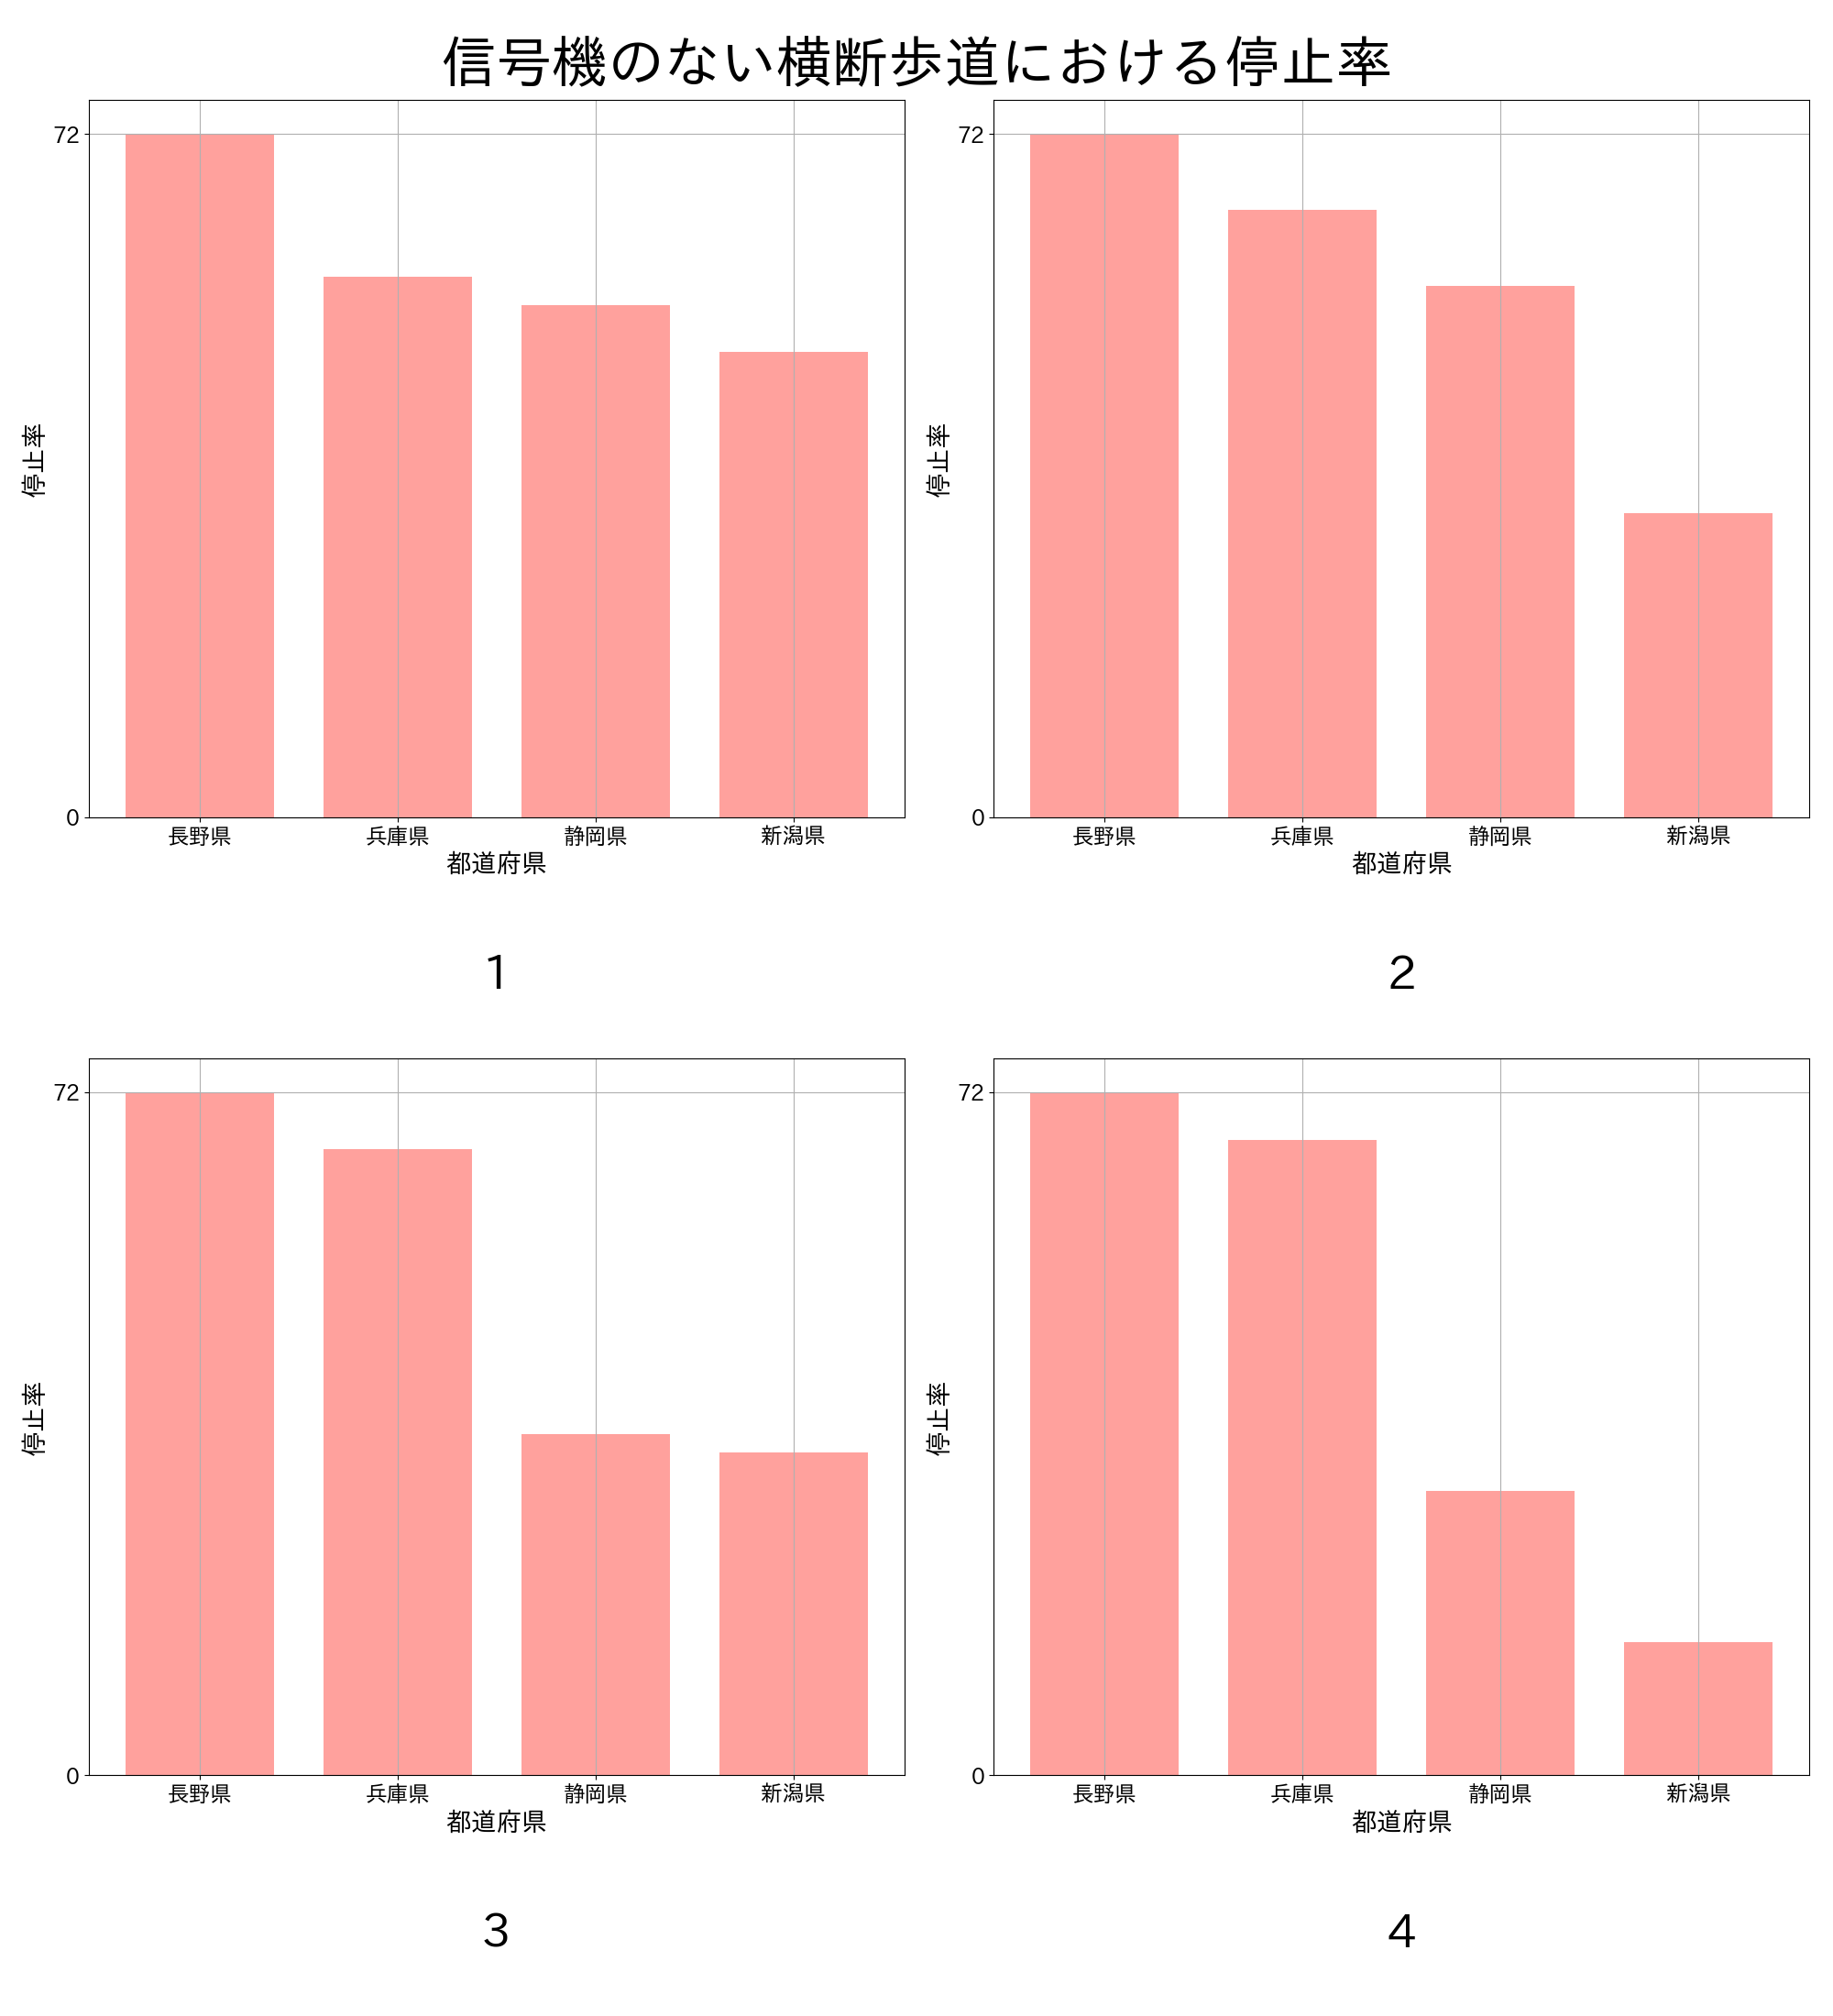 信号機のない横断歩道における停止率
72
0
停止率
長野県 兵庫県 静岡県 新潟県
都道府県
1
72
0
停止率
長野県 兵庫県 静岡県 新潟県
都道府県
2
72
0
停止率
長野県 兵庫県 静岡県 新潟県
都道府県
3
72
0
停止率
長野県 兵庫県 静岡県 新潟県
都道府県
4